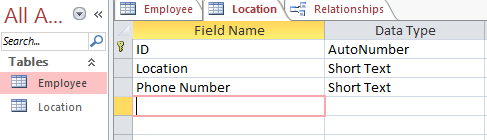 All A...
Search...
Tables
Employee
Location
Employee Location Relationships
Field Name Data Type
ID AutoNumber
Location Short Text
Phone Number Short Text